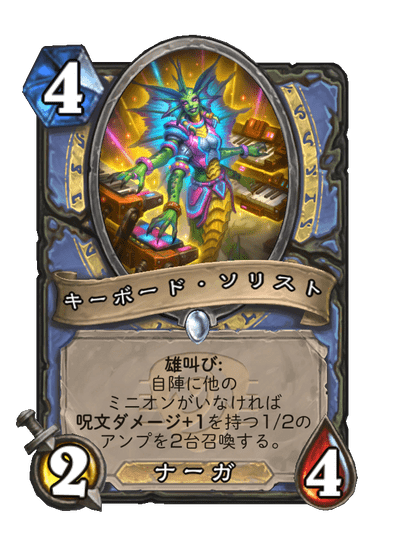 4
キーボード・ソリスト
雄叫び:
自陣に他の
ミニオンがいなければ
呪文ダメージ+1を持つ1/2の
アンプを2台召喚する。
2
ナーガ
4